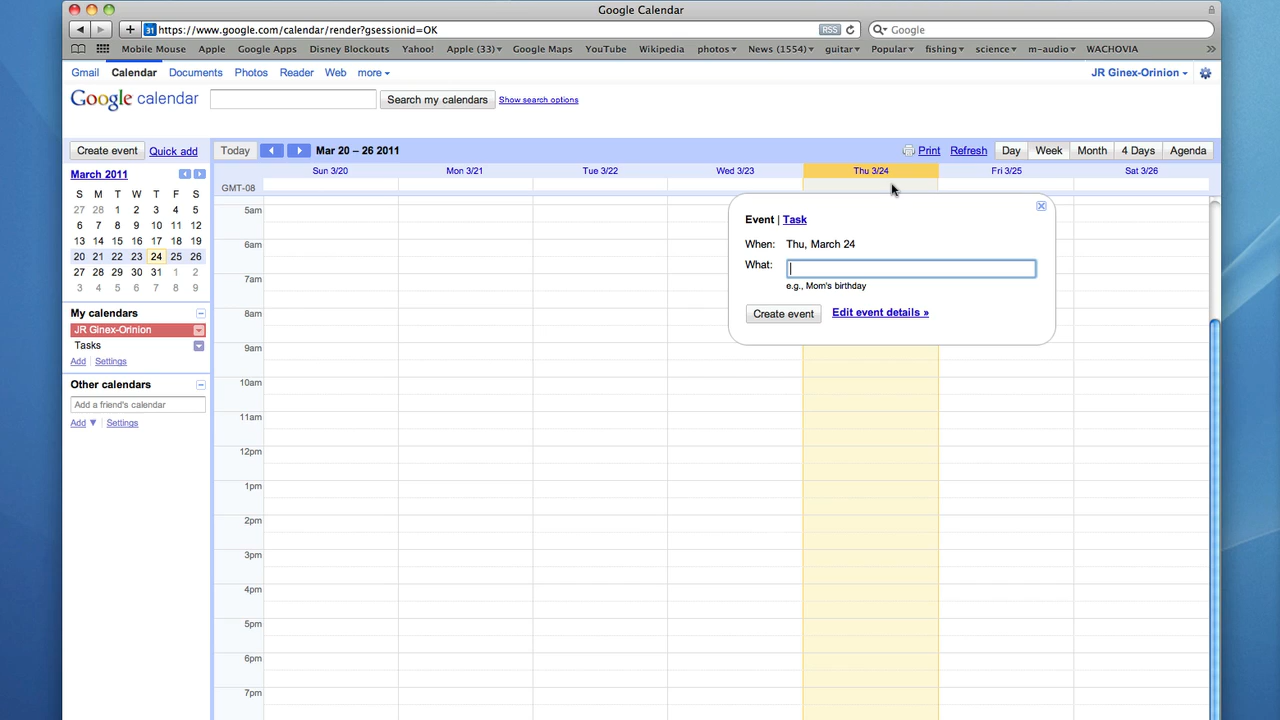 Google Calendar
31 https://www.google.com/calendar/render?gsessionid=OK RSS Google
Mobile Mouse Apple Google Apps Disney Blockouts Yahoo! Apple (33) Google Maps YouTube Wikipedia photos News (1554) guitar Popular fishing science m-audio WACHOVIA
Gmail Calendar Documents Photos Reader Web more JR Ginex-Orinion
Google calendar Search my calendars Show search options
Create event Quick add Today Mar 20 – 26 2011 Print Refresh Day Week Month 4 Days Agenda
March 2011
S M T W T F S
27 28 1 2 3 4 5
6 7 8 9 10 11 12
13 14 15 16 17 18 19
20 21 22 23 24 25 26
27 28 29 30 31 1 2
3 4 5 6 7 8 9
My calendars
JR Ginex-Orinion
Tasks
Add Settings
Other calendars
Add a friend's calendar
Add ▼ Settings
Sun 3/20 Mon 3/21 Tue 3/22 Wed 3/23 Thu 3/24 Fri 3/25 Sat 3/26
GMT-08
5am
6am
7am
8am
9am
10am
11am
12pm
1pm
2pm
3pm
4pm
5pm
6pm
7pm
Event | Task
When: Thu, March 24
What:
e.g., Mom's birthday
Create event Edit event details »